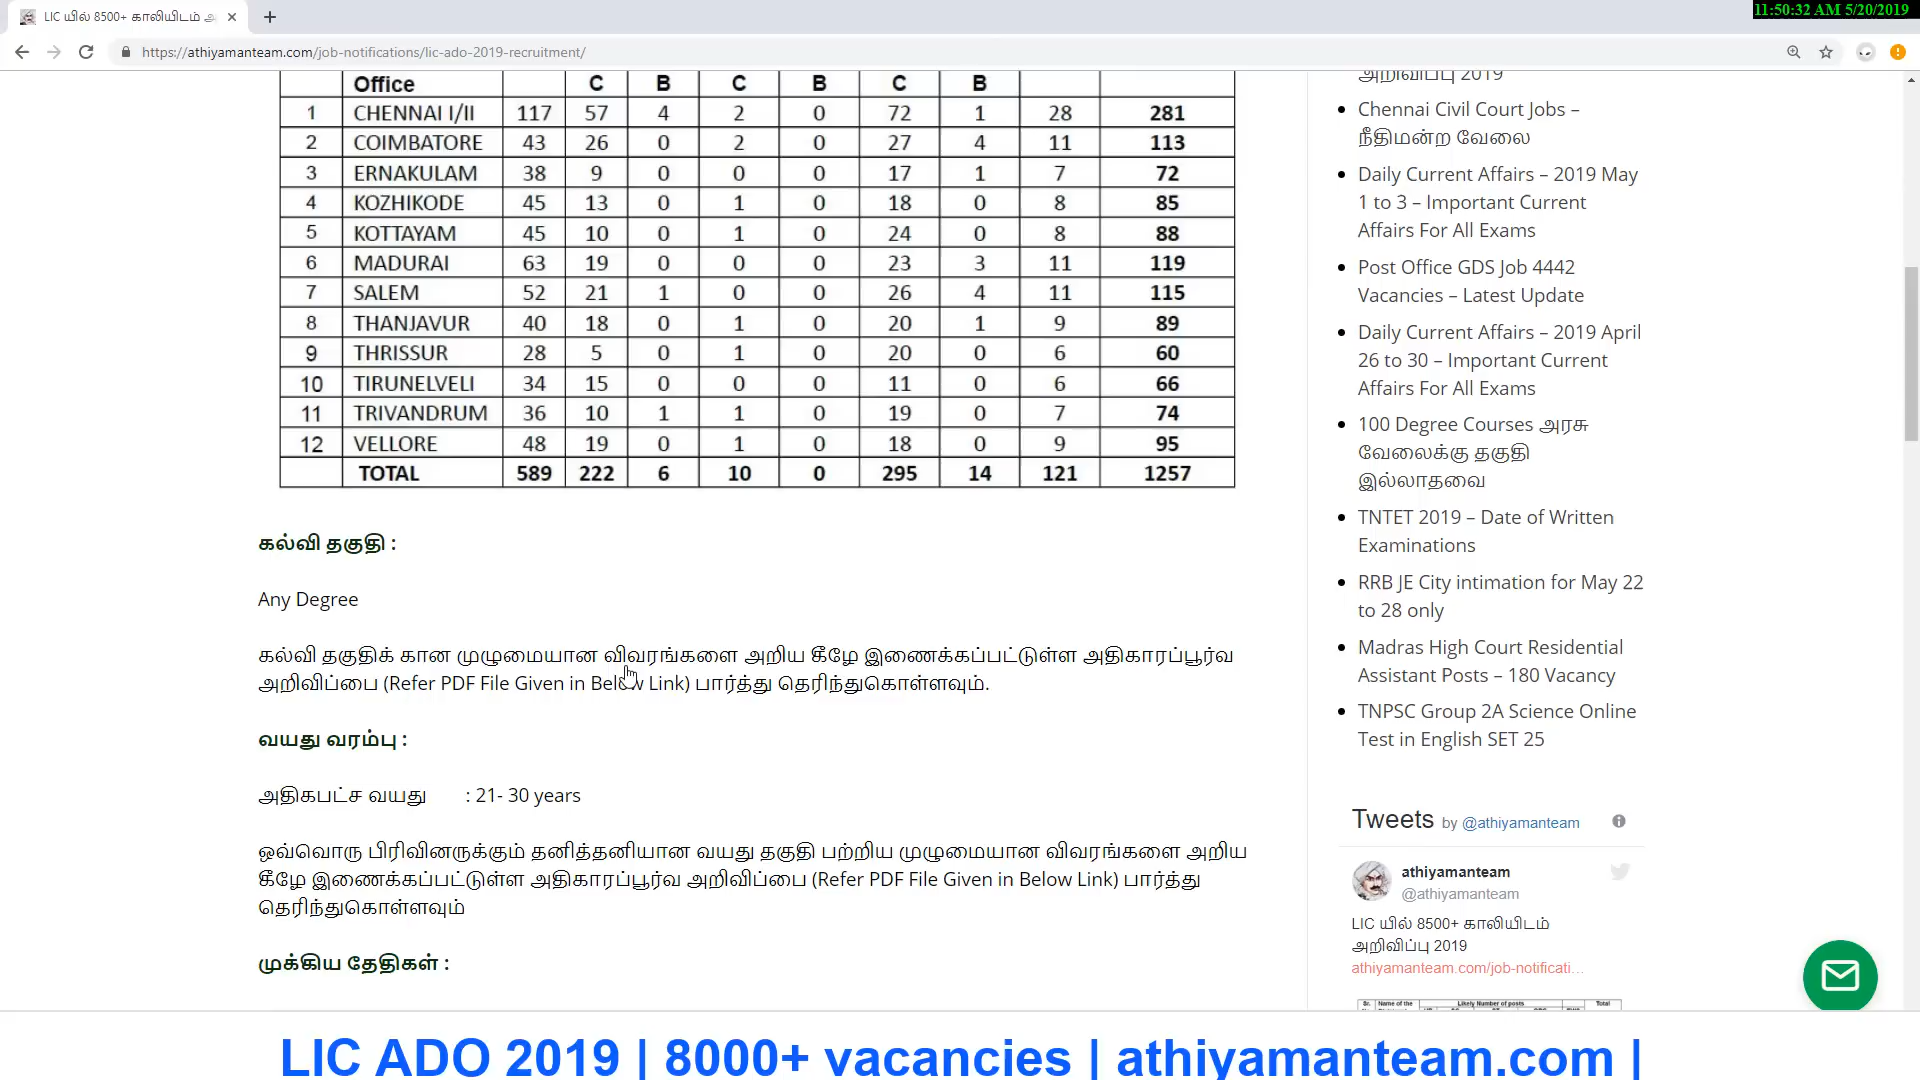 11:50:32 AM 5/20/2019
LIC யில் 8500+ காலியிடம் அ
https://athiyamanteam.com/job-notifications/lic-ado-2019-recruitment/
Office C B C B C B
1 CHENNAI I/II 117 57 4 2 0 72 1 28 281
2 COIMBATORE 43 26 0 2 0 27 4 11 113
3 ERNAKULAM 38 9 0 0 0 17 1 7 72
4 KOZHIKODE 45 13 0 1 0 18 0 8 85
5 KOTTAYAM 45 10 0 1 0 24 0 8 88
6 MADURAI 63 19 0 0 0 23 3 11 119
7 SALEM 52 21 1 0 0 26 4 11 115
8 THANJAVUR 40 18 0 1 0 20 1 9 89
9 THRISSUR 28 5 0 1 0 20 0 6 60
10 TIRUNELVELI 34 15 0 0 0 11 0 6 66
11 TRIVANDRUM 36 10 1 1 0 19 0 7 74
12 VELLORE 48 19 0 1 0 18 0 9 95
TOTAL 589 222 6 10 0 295 14 121 1257
கல்வி தகுதி :
Any Degree
கல்வி தகுதிக் கான முழுமையான விவரங்களை அறிய கீழே இணைக்கப்பட்டுள்ள அதிகாரப்பூர்வ
அறிவிப்பை (Refer PDF File Given in Below Link) பார்த்து தெரிந்துகொள்ளவும்.
வயது வரம்பு :
அதிகபட்ச வயது : 21- 30 years
ஒவ்வொரு பிரிவினருக்கும் தனித்தனியான வயது தகுதி பற்றிய முழுமையான விவரங்களை அறிய
கீழே இணைக்கப்பட்டுள்ள அதிகாரப்பூர்வ அறிவிப்பை (Refer PDF File Given in Below Link) பார்த்து
தெரிந்துகொள்ளவும்
முக்கிய தேதிகள் :
அறிவிப்பு 2019
Chennai Civil Court Jobs –
நீதிமன்ற வேலை
Daily Current Affairs – 2019 May
1 to 3 – Important Current
Affairs For All Exams
Post Office GDS Job 4442
Vacancies – Latest Update
Daily Current Affairs – 2019 April
26 to 30 – Important Current
Affairs For All Exams
100 Degree Courses அரசு
வேலைக்கு தகுதி
இல்லாதவை
TNTET 2019 – Date of Written
Examinations
RRB JE City intimation for May 22
to 28 only
Madras High Court Residential
Assistant Posts – 180 Vacancy
TNPSC Group 2A Science Online
Test in English SET 25
Tweets by @athiyamanteam
athiyamanteam
@athiyamanteam
LIC யில் 8500+ காலியிடம்
அறிவிப்பு 2019
athiyamanteam.com/job-notificati…
Sr. Name of the Likely Number of posts Total
LIC ADO 2019 | 8000+ vacancies | athiyamanteam.com |